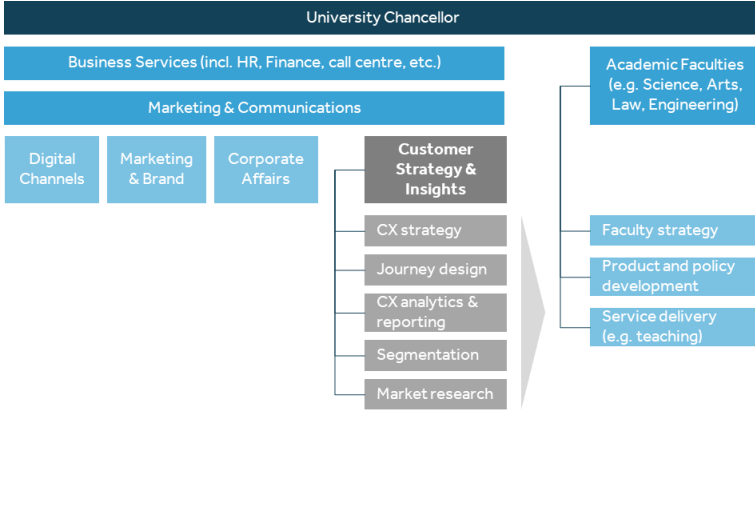 University Chancellor
Business Services (incl. HR, Finance, call centre, etc.)
Academic Faculties
(e.g. Science, Arts,
Law, Engineering)
Marketing & Communications
Digital
Channels
Marketing
& Brand
Corporate
Affairs
Customer
Strategy &
Insights
CX strategy
Journey design
CX analytics &
reporting
Segmentation
Market research
Faculty strategy
Product and policy
development
Service delivery
(e.g. teaching)